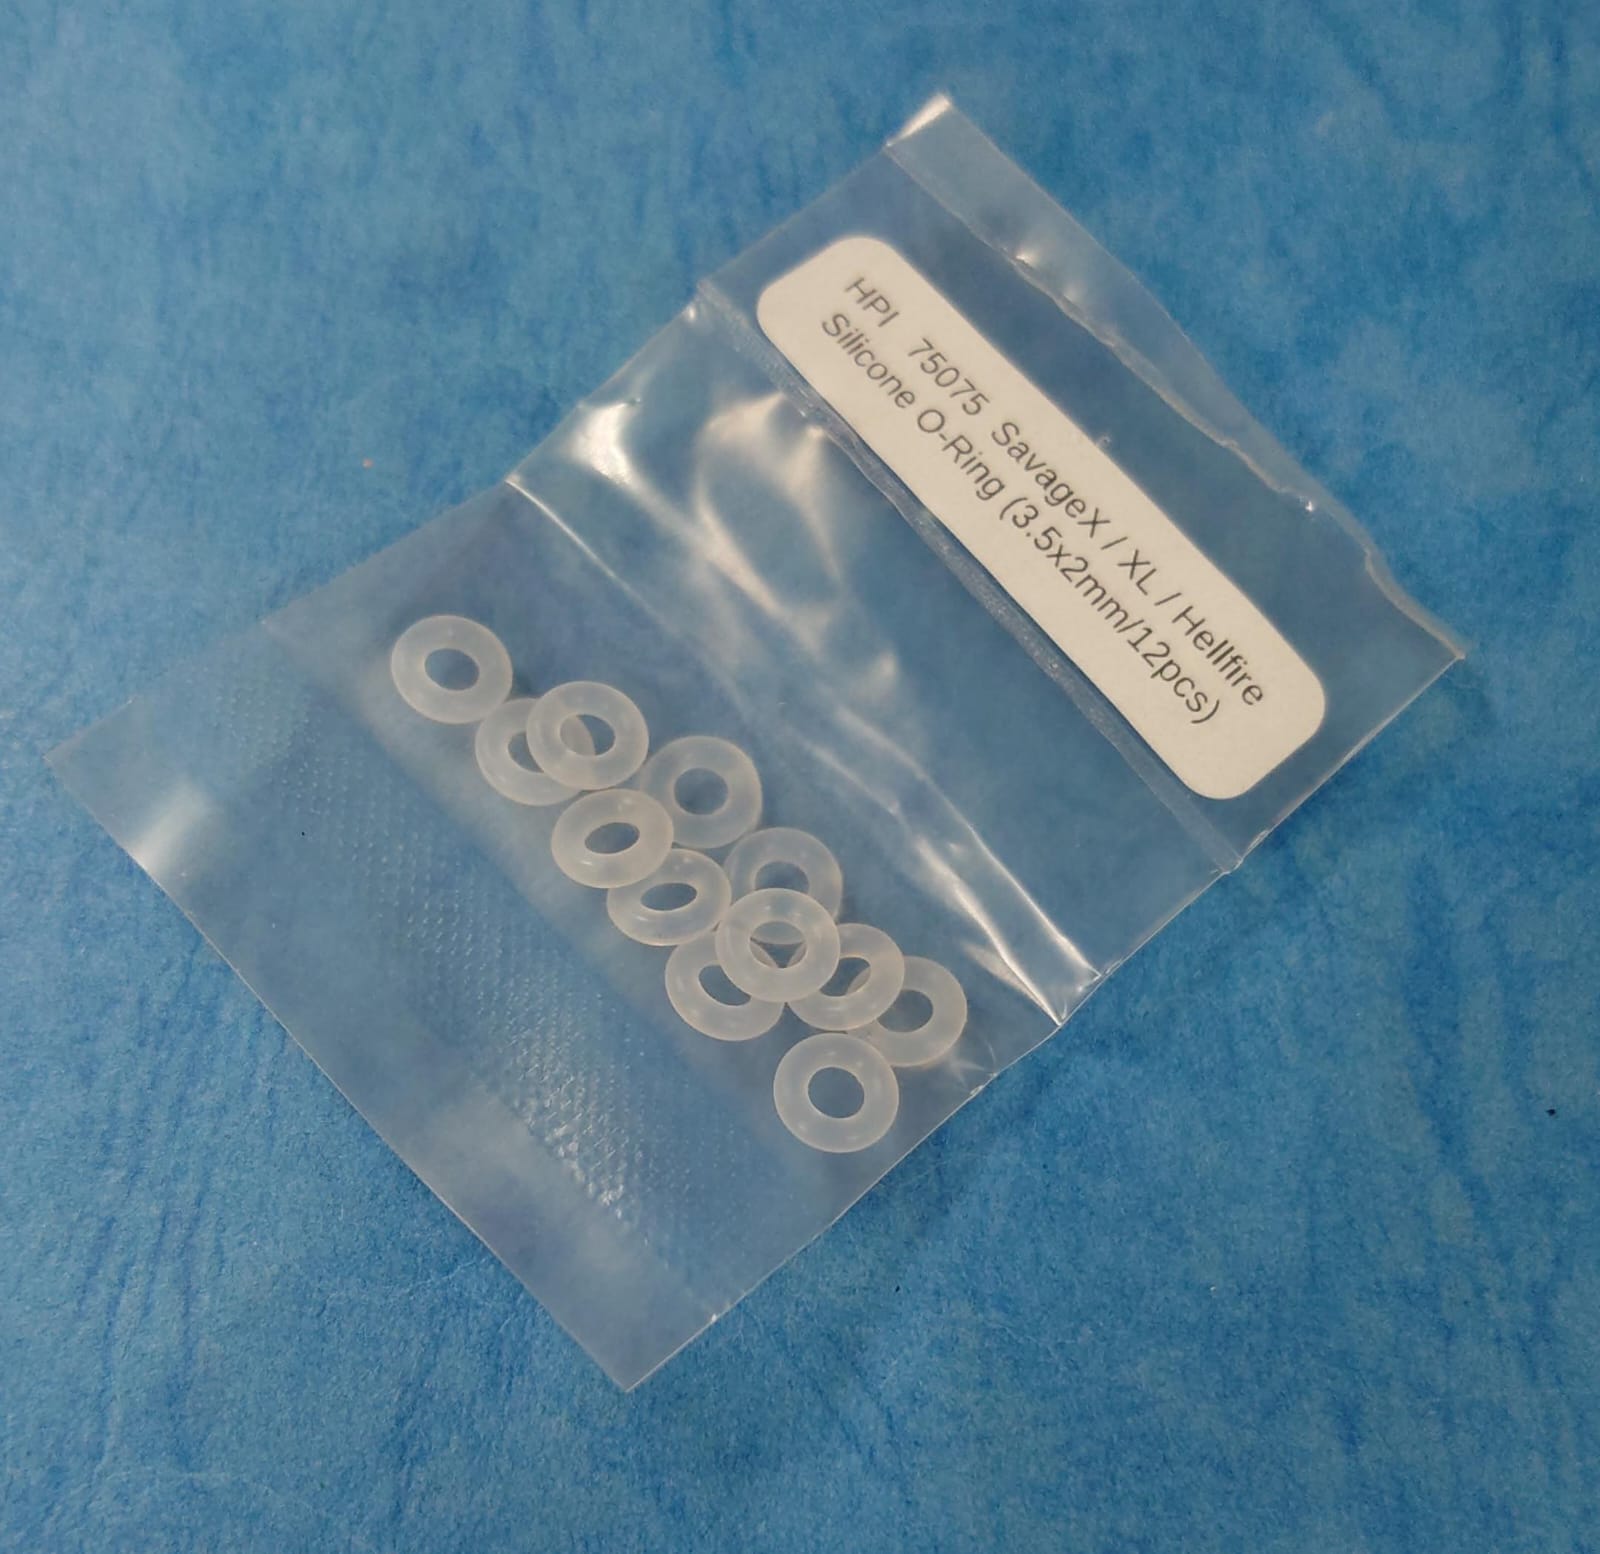 HPI 75075 SavageX / XL / Hellfire
Silicone O-Ring (3.5x2mm/12pcs)